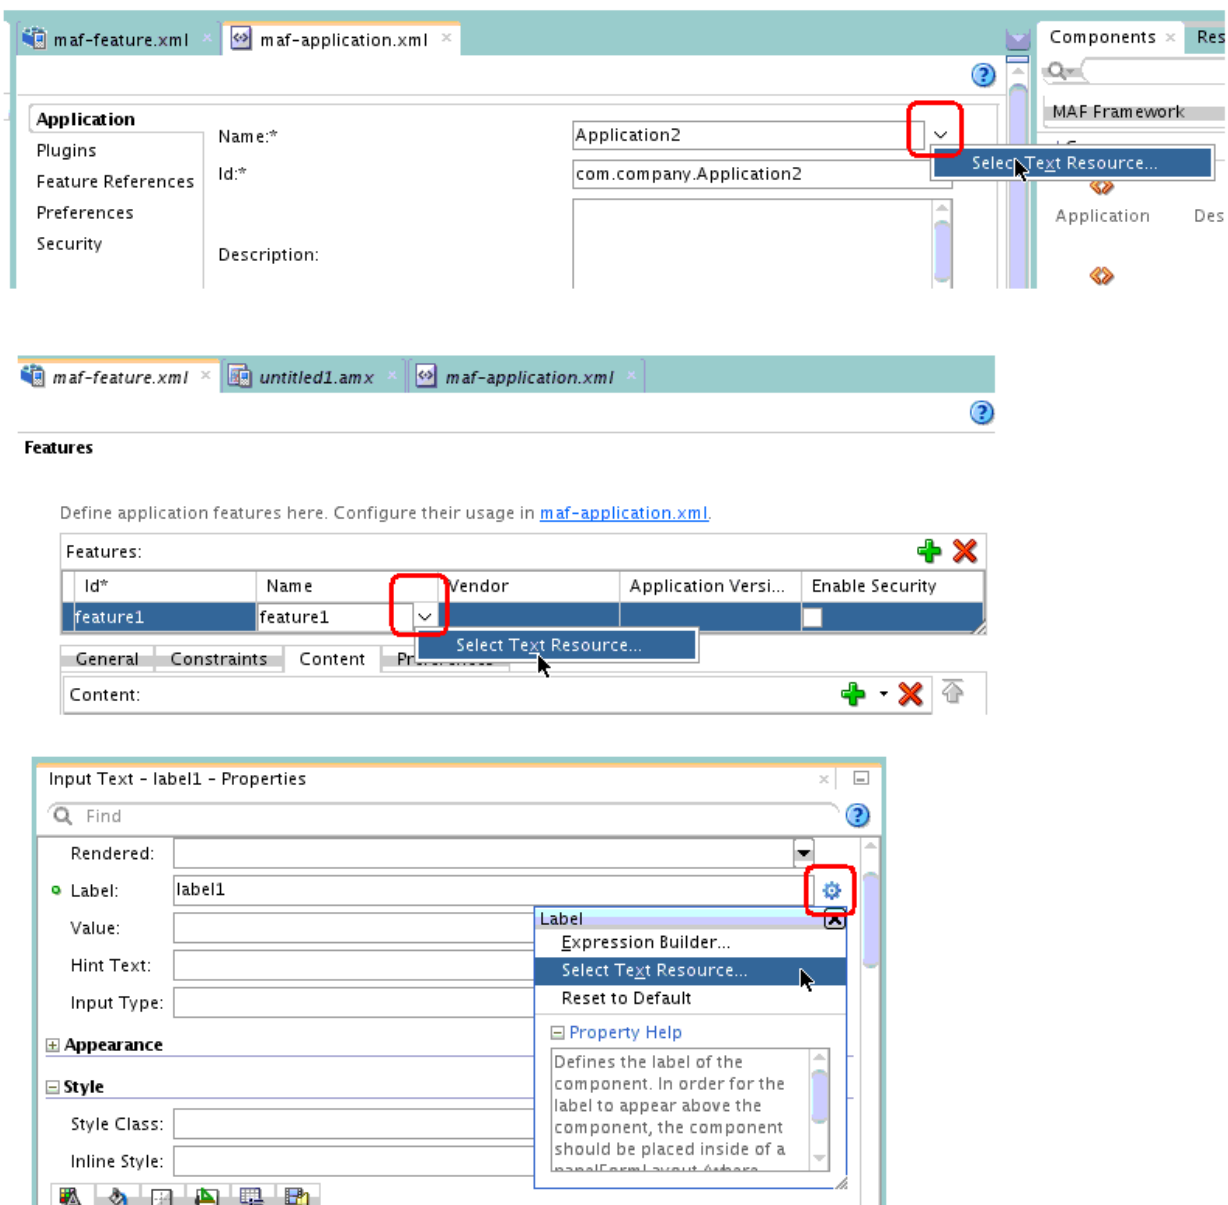 maf-feature.xml × maf-application.xml × Components × Res
Application
Plugins
Feature References
Preferences
Security
Name:* Application2
Select Text Resource...
Id:* com.company.Application2
Description:
MAF Framework
Application Des
maf-feature.xml × untitled1.amx × maf-application.xml ×
Features
Define application features here. Configure their usage in maf-application.xml.
Features:
Id* Name Vendor Application Versi... Enable Security
feature1 feature1
Select Text Resource...
General Constraints Content
Content:
Input Text – label1 – Properties
Find
Rendered:
Label: label1
Value:
Hint Text:
Input Type:
Label
Expression Builder...
Select Text Resource...
Reset to Default
Property Help
Defines the label of the
component. In order for the
label to appear above the
component, the component
should be placed inside of a
panelFormLayout (where
Appearance
Style
Style Class:
Inline Style: